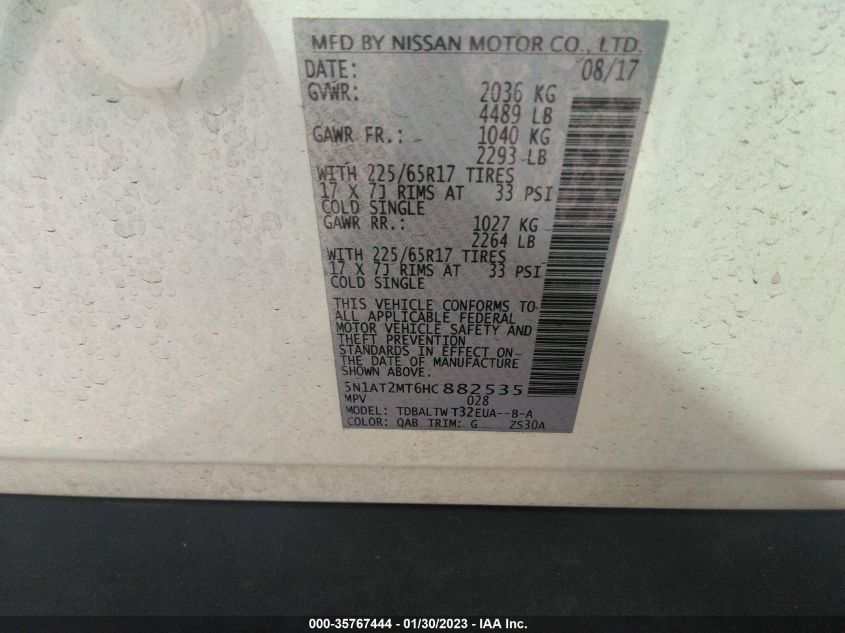 MFD BY NISSAN MOTOR CO., LTD.
DATE: 08/17
GVWR: 2036 KG
4489 LB
GAWR FR.: 1040 KG
2293 LB
WITH 225/65R17 TIRES
17 X 7J RIMS AT 33 PSI
COLD SINGLE
GAWR RR.: 1027 KG
2264 LB
WITH 225/65R17 TIRES
17 X 7J RIMS AT 33 PSI
COLD SINGLE
THIS VEHICLE CONFORMS TO
ALL APPLICABLE FEDERAL
MOTOR VEHICLE SAFETY AND
THEFT PREVENTION
STANDARDS IN EFFECT ON
THE DATE OF MANUFACTURE
SHOWN ABOVE.
5N1AT2MT6HC882535
MPV 028
MODEL: TDBALTW T32EUA--B-A
COLOR: QAB TRIM: G ZS30A
000-35767444 - 01/30/2023 - IAA Inc.